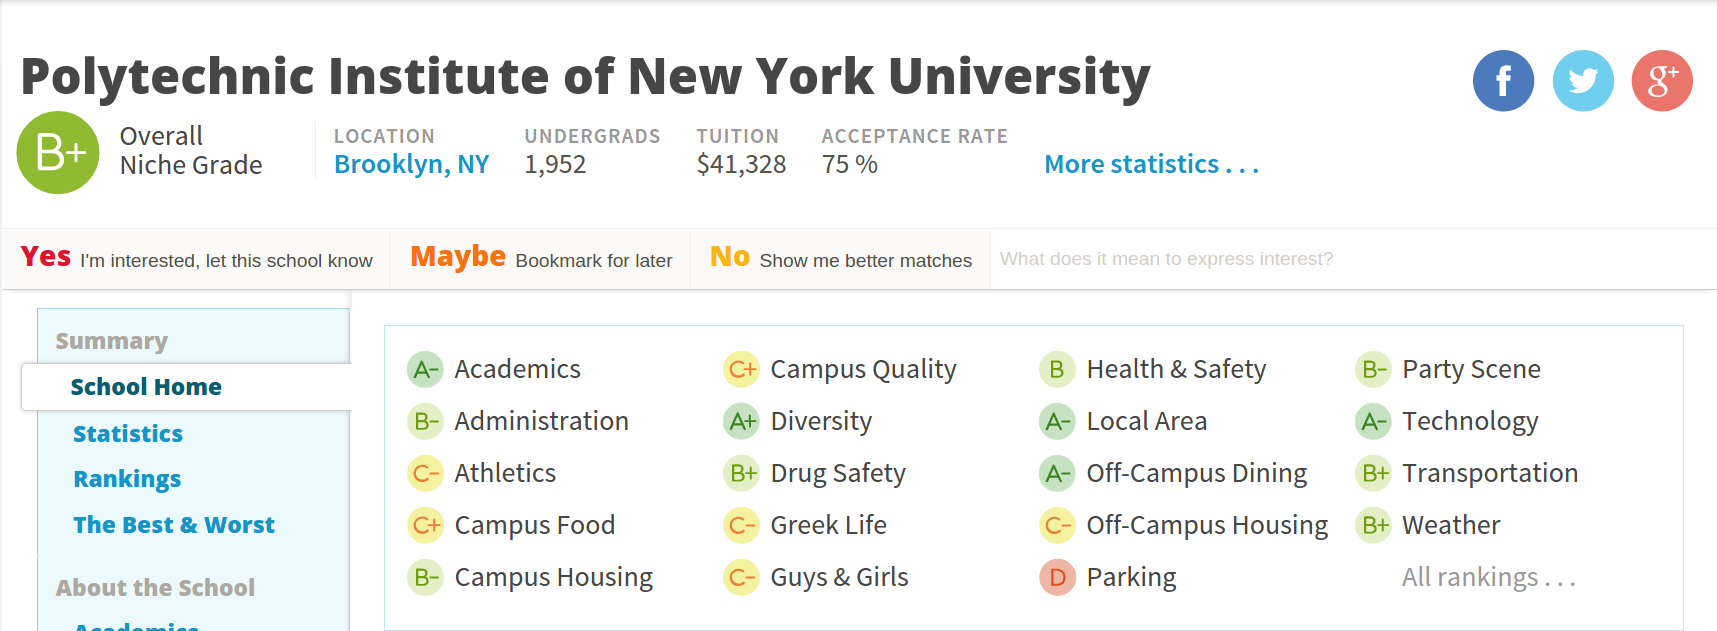 Polytechnic Institute of New York University
f
g+
B+
Overall
Niche Grade
LOCATION
Brooklyn, NY
UNDERGRADS
1,952
TUITION
$41,328
ACCEPTANCE RATE
75 %
More statistics . . .
Yes I'm interested, let this school know
Maybe Bookmark for later
No Show me better matches
What does it mean to express interest?
Summary
School Home
Statistics
Rankings
The Best & Worst
About the School
Academics
A- Academics
B- Administration
C- Athletics
C+ Campus Food
B- Campus Housing
C+ Campus Quality
A+ Diversity
B+ Drug Safety
C- Greek Life
C- Guys & Girls
B Health & Safety
A- Local Area
A- Off-Campus Dining
C- Off-Campus Housing
D Parking
B- Party Scene
A- Technology
B+ Transportation
B+ Weather
All rankings . . .